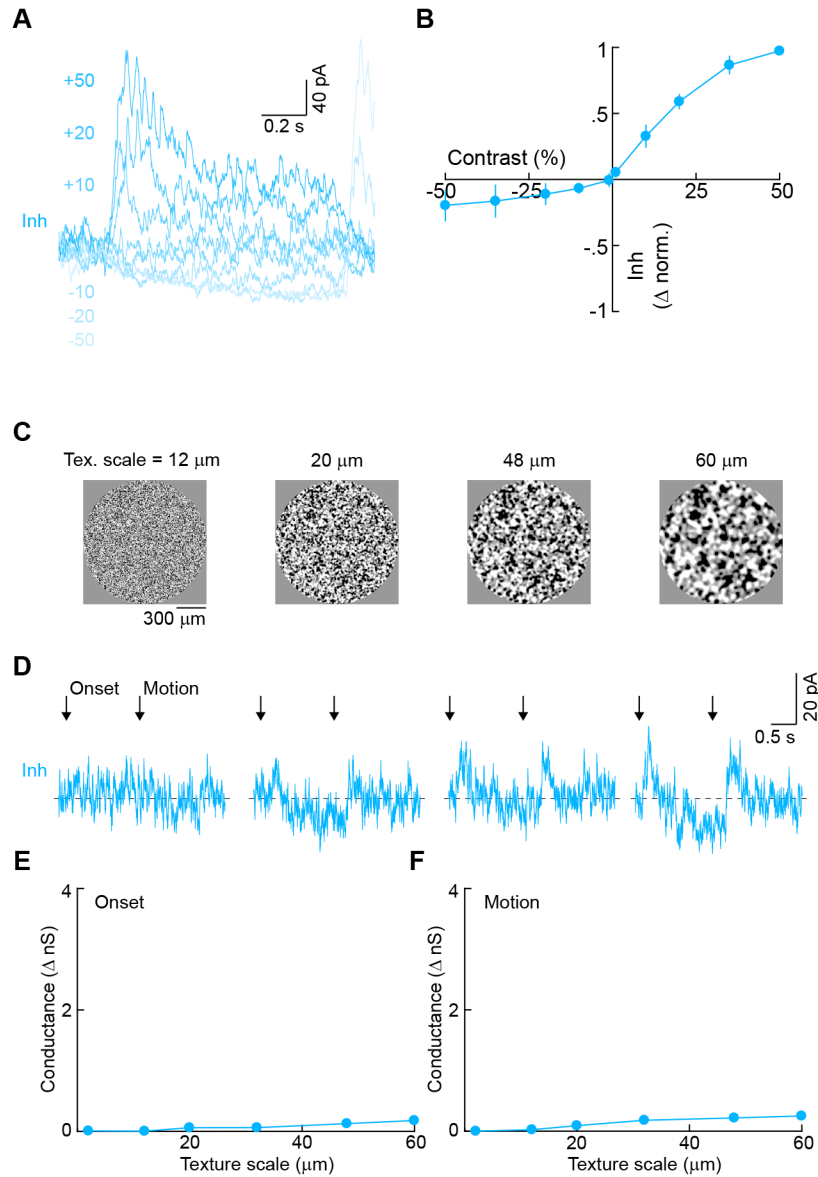 A
+50
+20
+10
Inh
-10
-20
-50
40 pA
0.2 s
B
1
.5
Contrast (%)
-50
-25
25
50
-.5
-1
Inh
(Δ norm.)
C
Tex. scale = 12 μm
20 μm
48 μm
60 μm
300 μm
D
Onset
Motion
20 pA
0.5 s
Inh
E
Onset
4
2
0
Conductance (Δ nS)
20
40
60
Texture scale (μm)
F
Motion
4
2
0
Conductance (Δ nS)
20
40
60
Texture scale (μm)